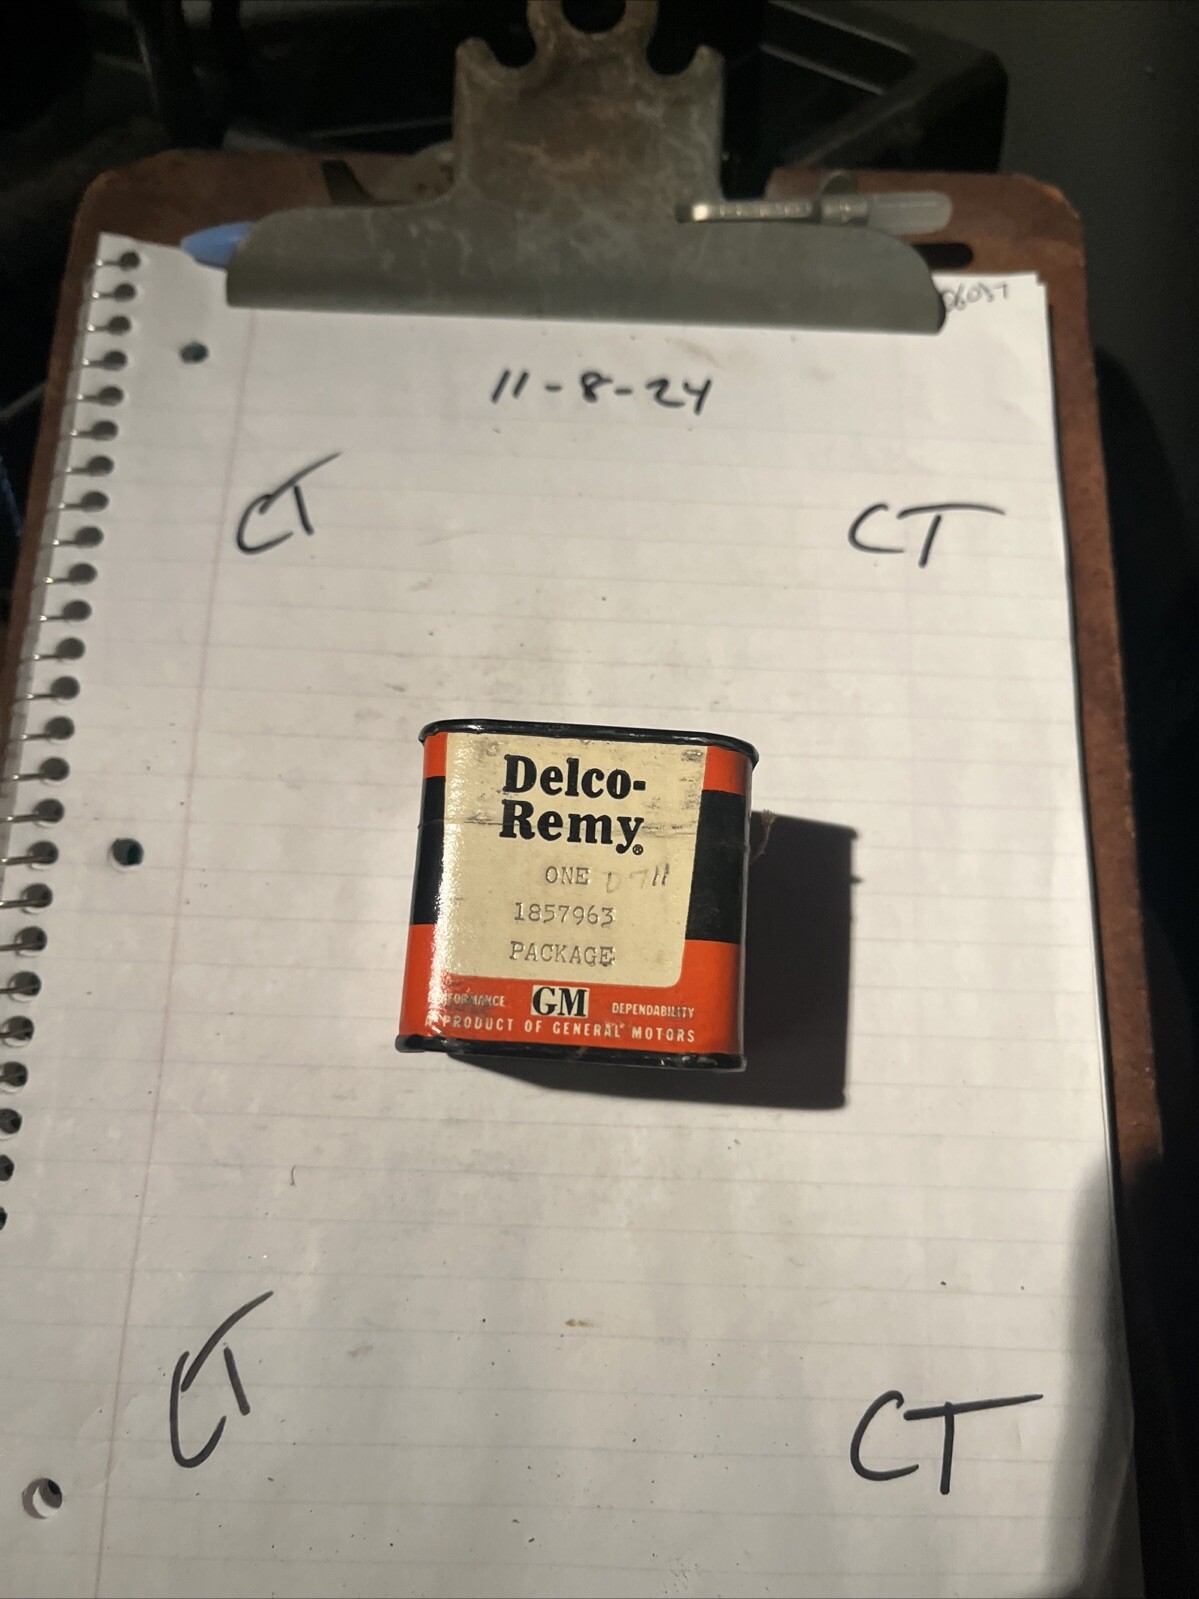 11-8-24
CT
CT
Delco-
Remy®
ONE D711
1857963
PACKAGE
GM
DEPENDABILITY
PRODUCT OF GENERAL MOTORS
CT
CT